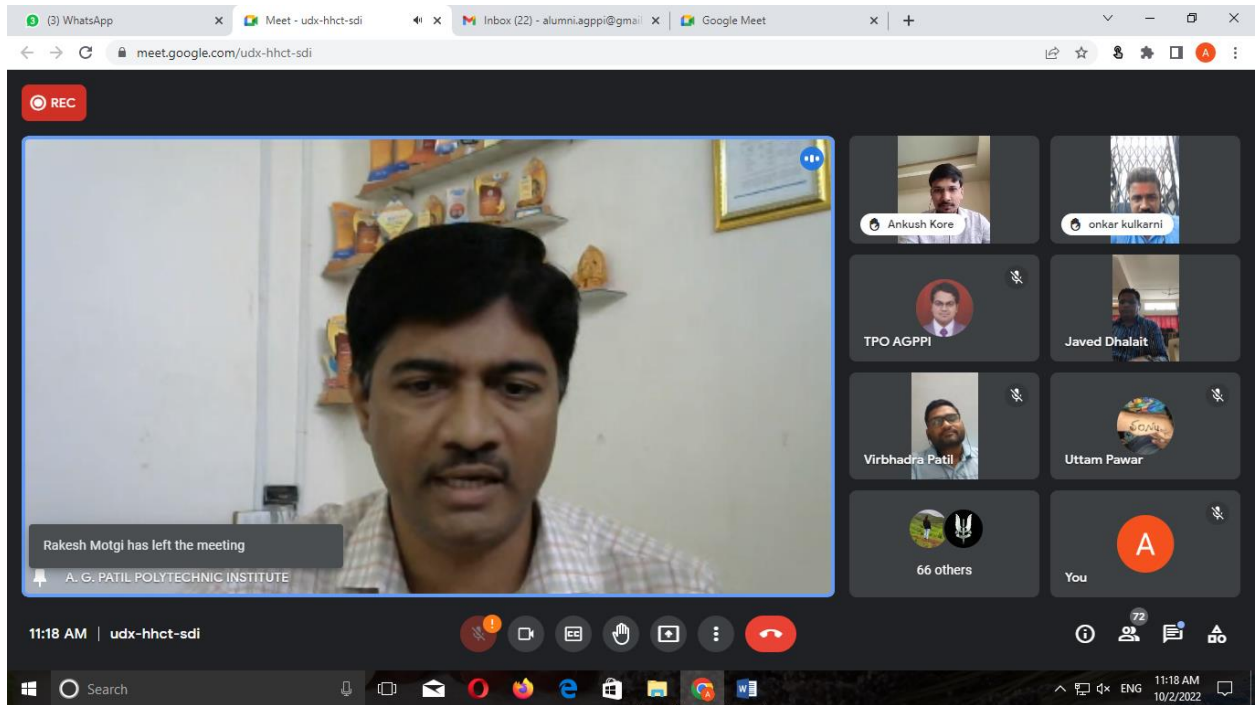 3 (3) WhatsApp
Meet - udx-hhct-sdi
Inbox (22) - alumni.agppi@gmai
Google Meet
meet.google.com/udx-hhct-sdi
A
REC
Ankush Kore
onkar kulkarni
TPO AGPPI
Javed Dhalait
Virbhadra Patil
Uttam Pawar
66 others
A
You
Rakesh Motgi has left the meeting
A. G. PATIL POLYTECHNIC INSTITUTE
11:18 AM | udx-hhct-sdi
CC
72
Search
ENG
11:18 AM
10/2/2022